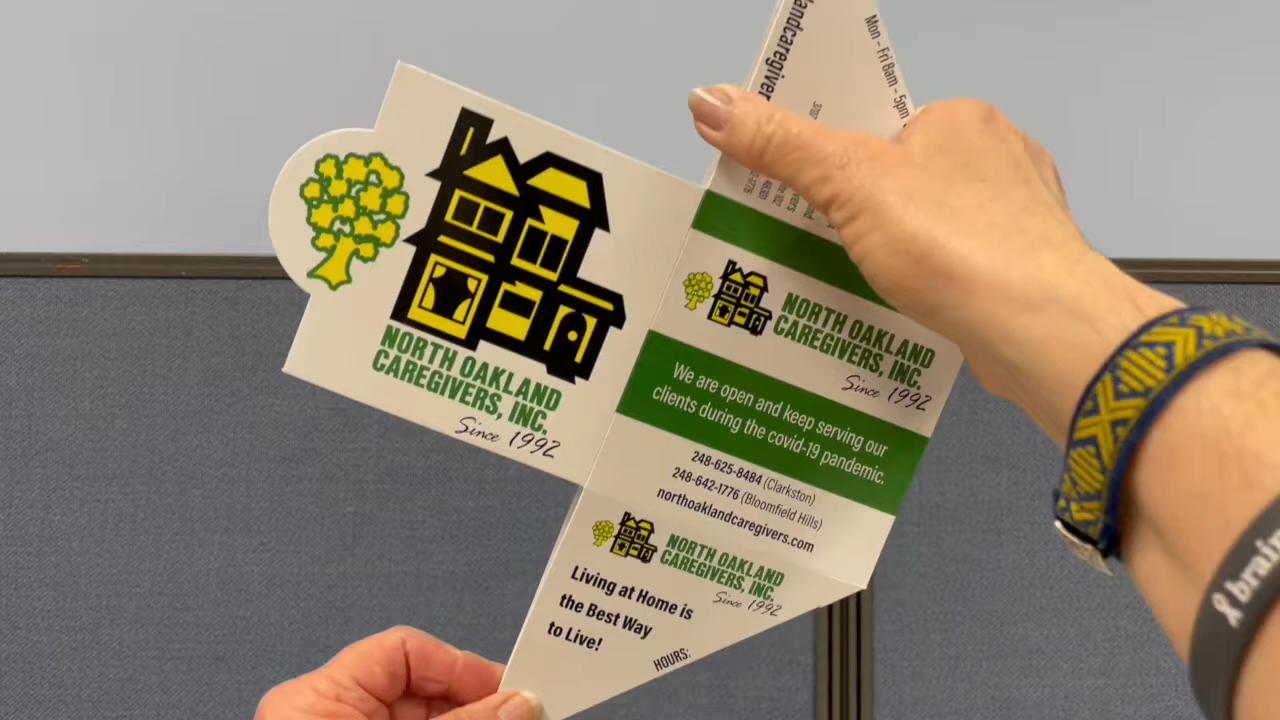 NORTH OAKLAND
CAREGIVERS, INC.
Since 1992
andcaregiver
Mon - Fri 8am - 5pm
NORTH OAKLAND
CAREGIVERS, INC.
Since 1992
We are open and keep serving our
clients during the covid-19 pandemic.
248-625-8484 (Clarkston)
248-642-1776 (Bloomfield Hills)
northoaklandcaregivers.com
NORTH OAKLAND
CAREGIVERS, INC.
Since 1992
Living at Home is
the Best Way
to Live!
HOURS:
brain